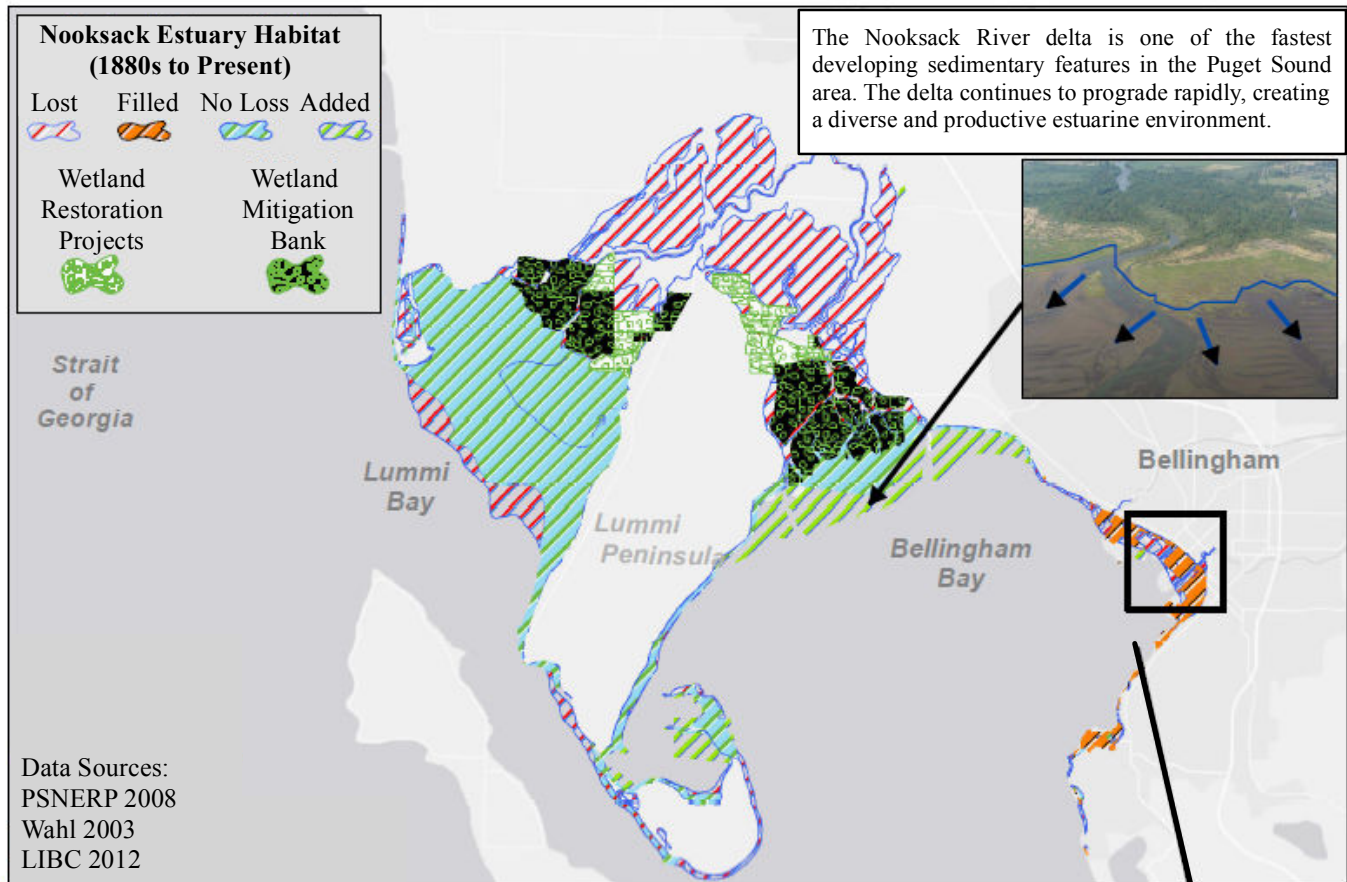 Nooksack Estuary Habitat
(1880s to Present)
Lost Filled No Loss Added
Wetland
Restoration
Projects
Wetland
Mitigation
Bank
The Nooksack River delta is one of the fastest
developing sedimentary features in the Puget Sound
area. The delta continues to prograde rapidly, creating
a diverse and productive estuarine environment.
Strait
of
Georgia
Lummi
Bay
Lummi
Peninsula
Bellingham
Bay
Bellingham
Data Sources:
PSNERP 2008
Wahl 2003
LIBC 2012